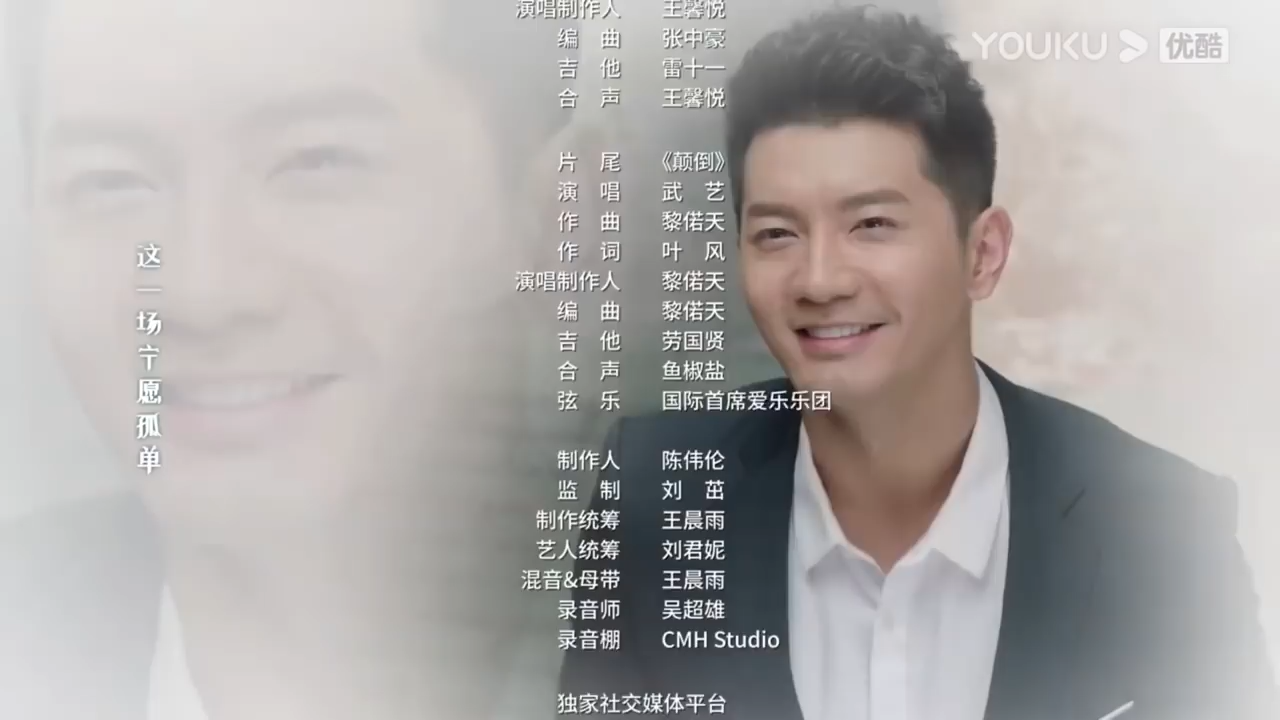 演唱制作人 王馨悦
编曲 张中豪
吉他 雷十一
合声 王馨悦
片尾 《颠倒》
演唱 武艺
作曲 黎偌天
作词 叶风
演唱制作人 黎偌天
编曲 黎偌天
吉他 劳国贤
合声 鱼椒盐
弦乐 国际首席爱乐乐团
制作人 陈伟伦
监制 刘茁
制作统筹 王晨雨
艺人统筹 刘君妮
混音&母带 王晨雨
录音师 吴超雄
录音棚 CMH Studio
独家社交媒体平台
这一场宁愿孤单
YOUKU 优酷